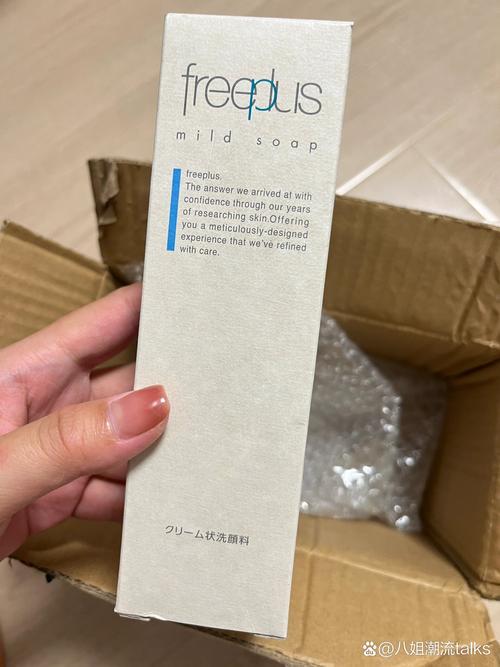 freeplus
mild soap
freeplus.
The answer we arrived at with
confidence through our years
of researching skin.Offering
you a meticulously-designed
experience that we've refined
with care.
クリーム状洗顔料
@八姐潮流talks